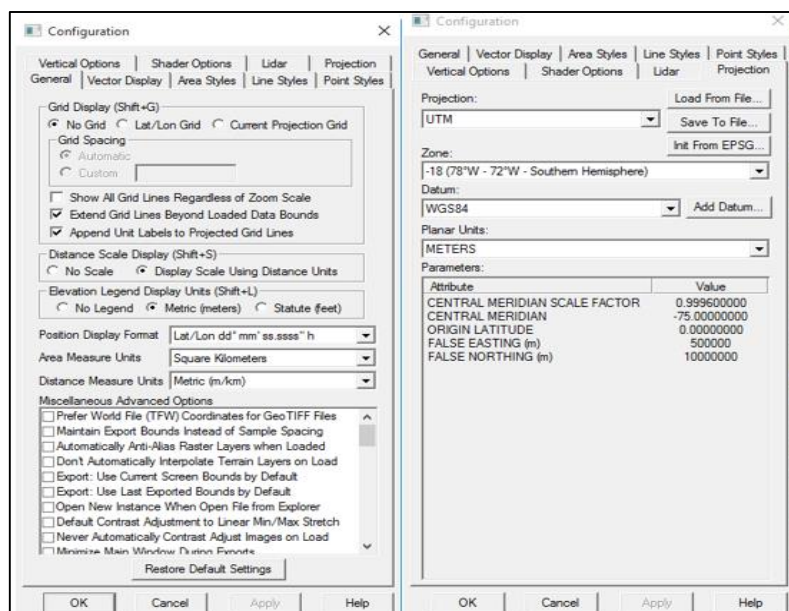 Configuration
Vertical Options Shader Options Lidar Projection
General Vector Display Area Styles Line Styles Point Styles
Grid Display (Shift+G)
No Grid Lat/Lon Grid Current Projection Grid
Grid Spacing
Automatic
Custom
Show All Grid Lines Regardless of Zoom Scale
Extend Grid Lines Beyond Loaded Data Bounds
Append Unit Labels to Projected Grid Lines
Distance Scale Display (Shift+S)
No Scale Display Scale Using Distance Units
Elevation Legend Display Units (Shift+L)
No Legend Metric (meters) Statute (feet)
Position Display Format Lat/Lon dd° mm' ss.ssss" h
Area Measure Units Square Kilometers
Distance Measure Units Metric (m/km)
Miscellaneous Advanced Options
Prefer World File (TFW) Coordinates for GeoTIFF Files
Maintain Export Bounds Instead of Sample Spacing
Automatically Anti-Alias Raster Layers when Loaded
Don't Automatically Interpolate Terrain Layers on Load
Export: Use Current Screen Bounds by Default
Export: Use Last Exported Bounds by Default
Open New Instance When Open File from Explorer
Default Contrast Adjustment to Linear Min/Max Stretch
Never Automatically Contrast Adjust Images on Load
Minimize Main Window During Exports
Restore Default Settings
OK Cancel Apply Help
Configuration
General Vector Display Area Styles Line Styles Point Styles
Vertical Options Shader Options Lidar Projection
Projection: Load From File...
UTM Save To File...
Init From EPSG...
Zone:
-18 (78°W - 72°W - Southern Hemisphere)
Datum:
WGS84 Add Datum...
Planar Units:
METERS
Parameters:
Attribute Value
CENTRAL MERIDIAN SCALE FACTOR 0.999600000
CENTRAL MERIDIAN -75.00000000
ORIGIN LATITUDE 0.00000000
FALSE EASTING (m) 500000
FALSE NORTHING (m) 10000000
OK Cancel Apply Help